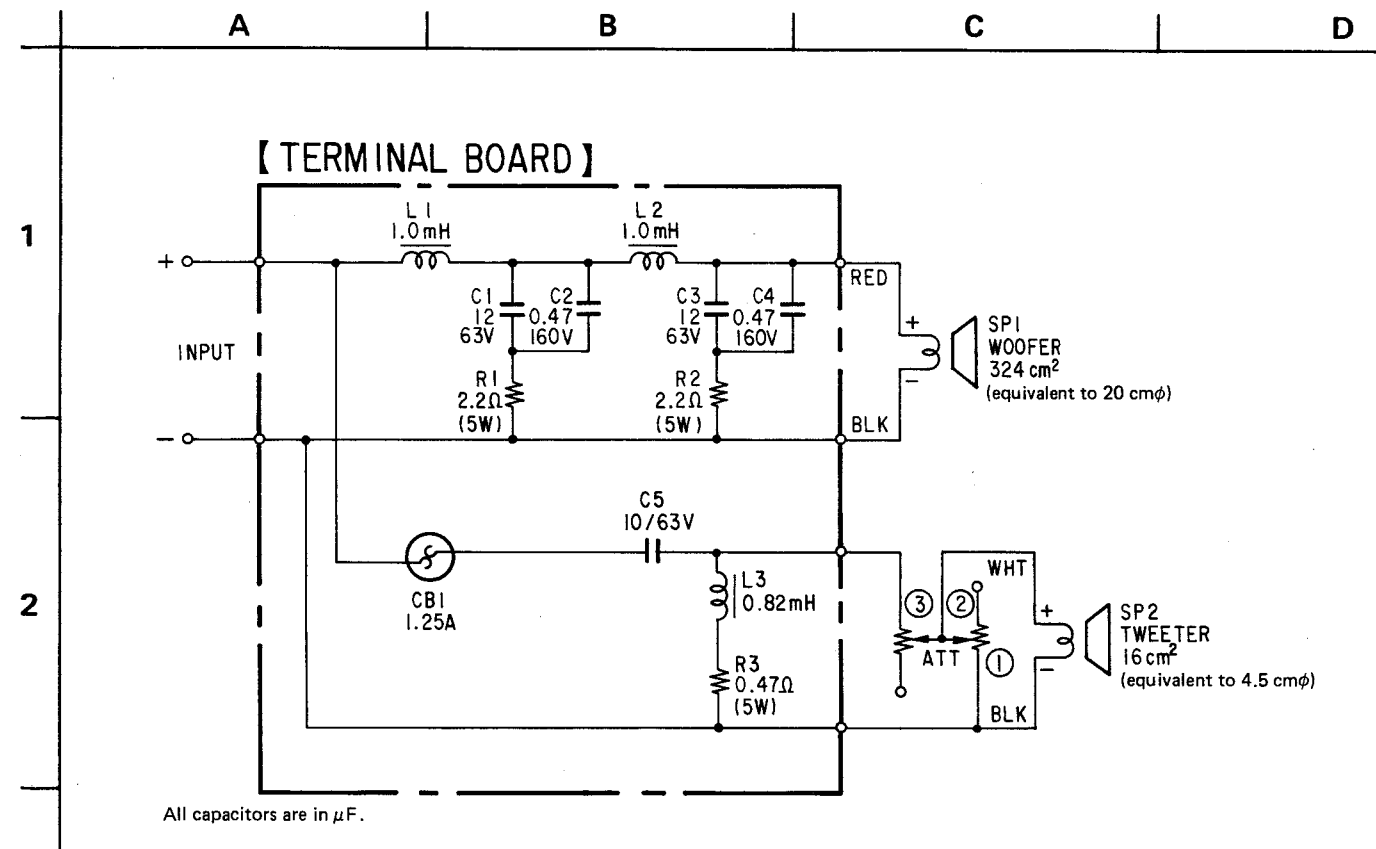 A B C D
【TERMINAL BOARD】
1
L1
1.0mH
L2
1.0mH
+
RED
C1
12
63V
C2
0.47
160V
C3
12
63V
C4
0.47
160V
INPUT
+
−
SP1
WOOFER
324 cm²
(equivalent to 20 cmϕ)
R1
2.2Ω
(5W)
R2
2.2Ω
(5W)
−
BLK
C5
10/63V
CB1
1.25A
2
L3
0.82mH
R3
0.47Ω
(5W)
WHT
③ ②
ATT ①
BLK
+
−
SP2
TWEETER
16cm²
(equivalent to 4.5 cmϕ)
All capacitors are in μF.